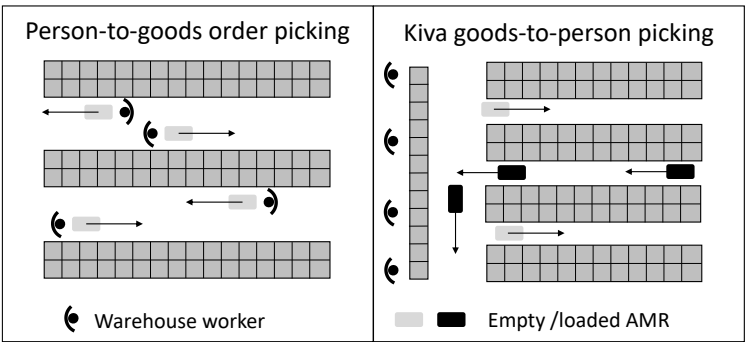 Person-to-goods order picking
Kiva goods-to-person picking
Warehouse worker
Empty /loaded AMR